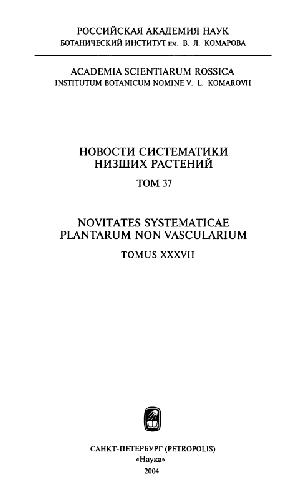 РОССИЙСКАЯ АКАДЕМИЯ НАУК
БОТАНИЧЕСКИЙ ИНСТИТУТ им. В. Л. КОМАРОВА
ACADEMIA SCIENTIARUM ROSSICA
INSTITUTUM BOTANICUM NOMINE V. L. KOMAROVII
НОВОСТИ СИСТЕМАТИКИ
НИЗШИХ РАСТЕНИЙ
ТОМ 37
NOVITATES SYSTEMATICAE
PLANTARUM NON VASCULARIUM
TOMUS XXXVII
САНКТ-ПЕТЕРБУРГ (PETROPOLIS)
«Наука»
2004